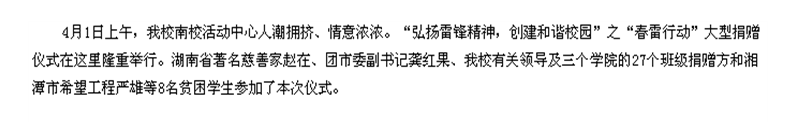 4月1日上午，我校南校活动中心人潮拥挤、情意浓浓。“弘扬雷锋精神，创建和谐校园”之“春雷行动”大型捐赠
仪式在这里隆重举行。湖南省著名慈善家赵在、团市委副书记龚红果、我校有关领导及三个学院的27个班级捐赠方和湘
潭市希望工程严雄等8名贫困学生参加了本次仪式。